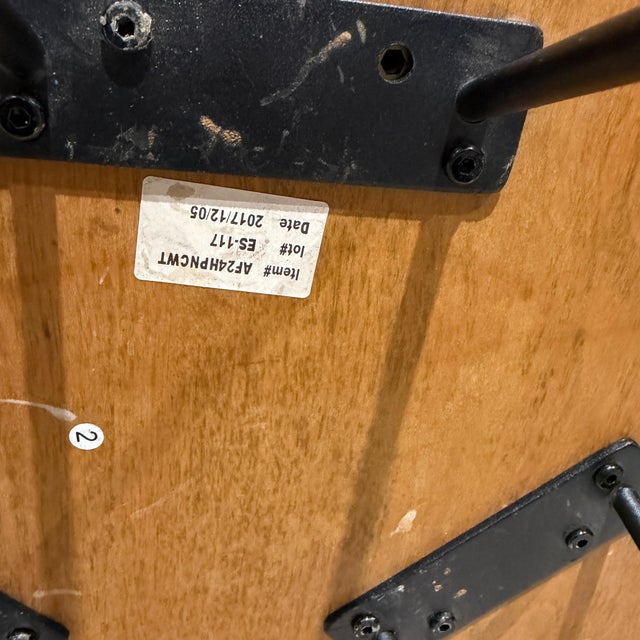 Item# AF24HPNCWT
lot# ES-117
Date 2017/12/05
2